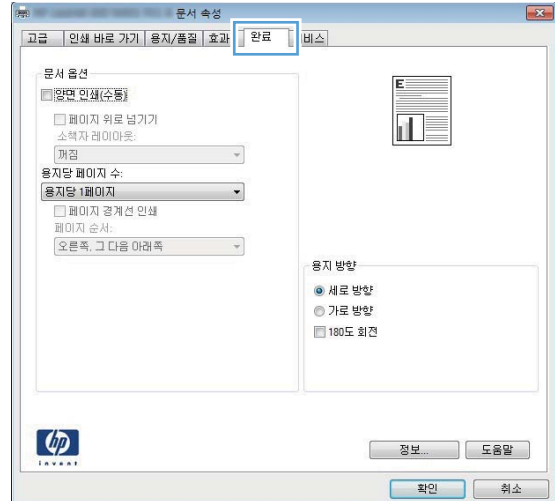 문서 속성
고급 인쇄 바로 가기 용지/품질 효과 완료 비스
문서 옵션
양면 인쇄(수동)
페이지 위로 넘기기
소책자 레이아웃:
꺼짐
용지당 페이지 수:
용지당 1페이지
페이지 경계선 인쇄
페이지 순서:
오른쪽, 그 다음 아래쪽
E
용지 방향
세로 방향
가로 방향
180도 회전
hp
invent
정보... 도움말
확인 취소